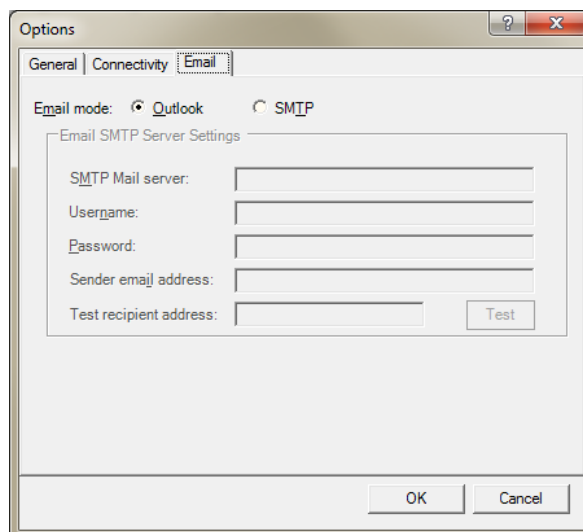 Options
General Connectivity Email
Email mode: Outlook SMTP
Email SMTP Server Settings
SMTP Mail server:
Username:
Password:
Sender email address:
Test recipient address: Test
OK Cancel